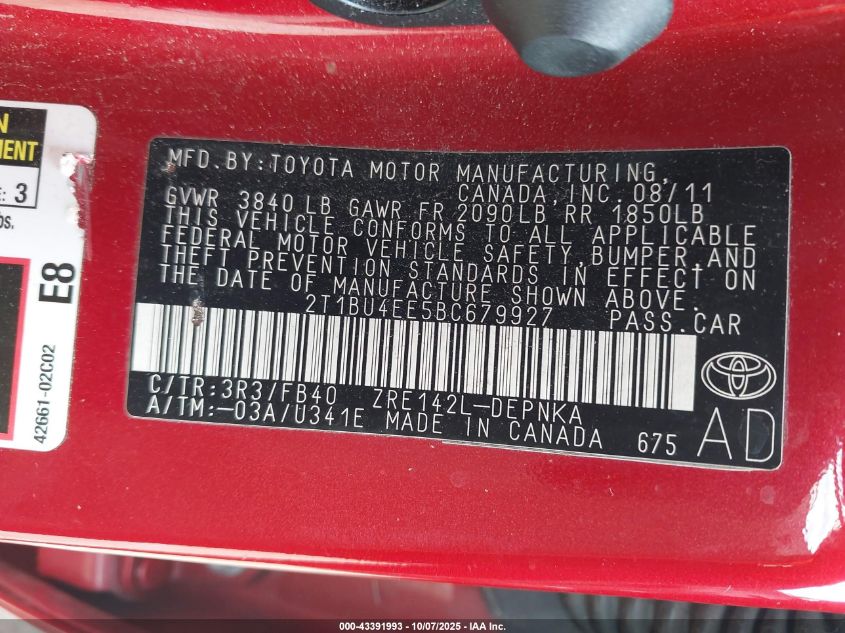 N
MENT
E: 3
bs.
E8
42661-02C02
MFD. BY: TOYOTA MOTOR MANUFACTURING,
CANADA, INC. 08/11
GVWR 3840 LB GAWR FR 2090LB RR 1850LB
THIS VEHICLE CONFORMS TO ALL APPLICABLE
FEDERAL MOTOR VEHICLE SAFETY, BUMPER, AND
THEFT PREVENTION STANDARDS IN EFFECT ON
THE DATE OF MANUFACTURE SHOWN ABOVE.
2T1BU4EE5BC679927 PASS. CAR
C/TR: 3R3/FB40 ZRE142L-DEPNKA
A/TM: -03A/U341E MADE IN CANADA 675 AD
000-43391993 - 10/07/2025 - IAA Inc.